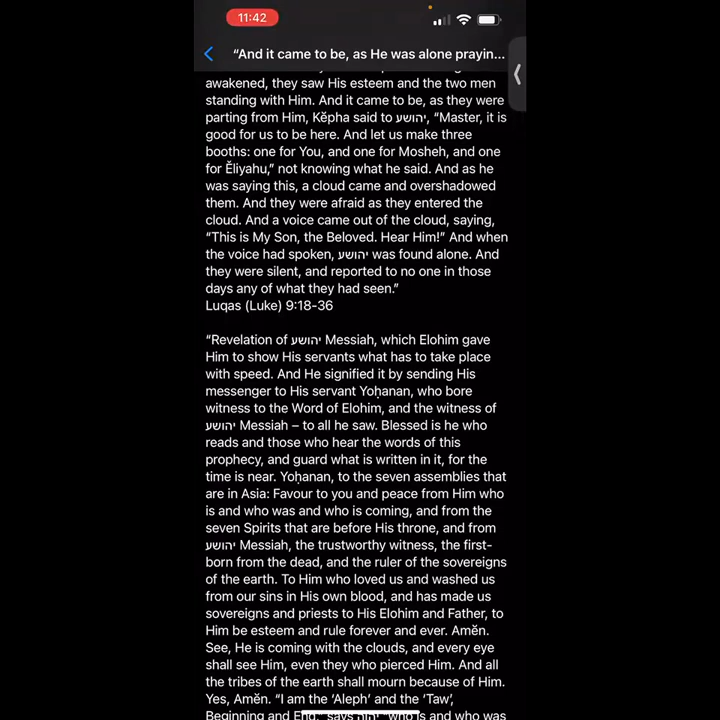 11:42
“And it came to be, as He was alone prayin...
awakened, they saw His esteem and the two men
standing with Him. And it came to be, as they were
parting from Him, Kĕpha said to יהושע, “Master, it is
good for us to be here. And let us make three
booths: one for You, and one for Mosheh, and one
for Ěliyahu,” not knowing what he said. And as he
was saying this, a cloud came and overshadowed
them. And they were afraid as they entered the
cloud. And a voice came out of the cloud, saying,
“This is My Son, the Beloved. Hear Him!” And when
the voice had spoken, יהושע was found alone. And
they were silent, and reported to no one in those
days any of what they had seen.”
Luqas (Luke) 9:18-36
“Revelation of יהושע Messiah, which Elohim gave
Him to show His servants what has to take place
with speed. And He signified it by sending His
messenger to His servant Yoḥanan, who bore
witness to the Word of Elohim, and the witness of
יהושע Messiah – to all he saw. Blessed is he who
reads and those who hear the words of this
prophecy, and guard what is written in it, for the
time is near. Yoḥanan, to the seven assemblies that
are in Asia: Favour to you and peace from Him who
is and who was and who is coming, and from the
seven Spirits that are before His throne, and from
יהושע Messiah, the trustworthy witness, the first-
born from the dead, and the ruler of the sovereigns
of the earth. To Him who loved us and washed us
from our sins in His own blood, and has made us
sovereigns and priests to His Elohim and Father, to
Him be esteem and rule forever and ever. Amĕn.
See, He is coming with the clouds, and every eye
shall see Him, even they who pierced Him. And all
the tribes of the earth shall mourn because of Him.
Yes, Amĕn. “I am the ‘Aleph’ and the ‘Taw’,
Beginning and End,” says יהוה “who is and who was